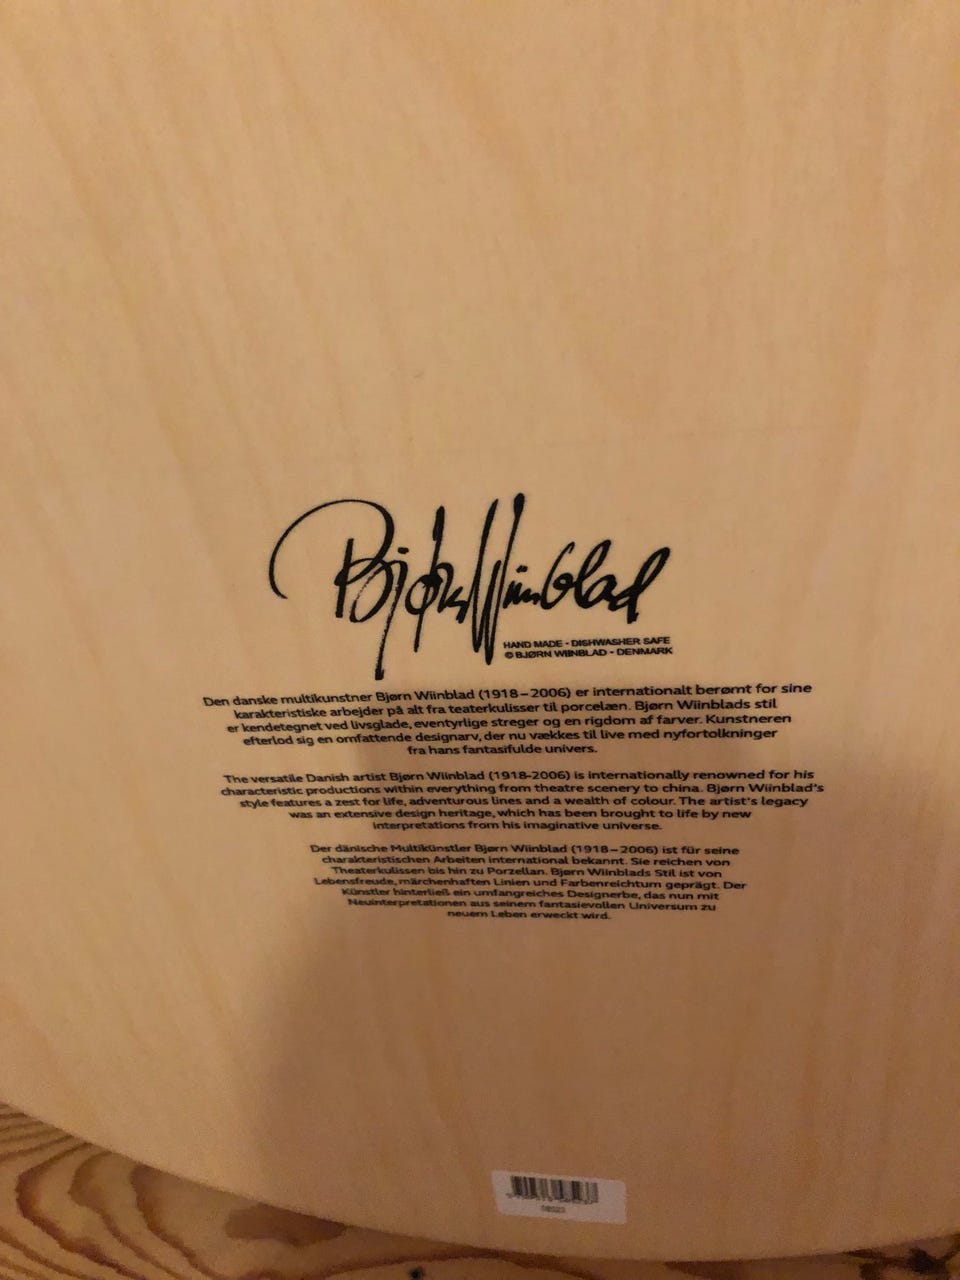 Bjørn Wiinblad
HAND MADE - DISHWASHER SAFE
© BJØRN WIINBLAD - DENMARK
Den danske multikunstner Bjørn Wiinblad (1918–2006) er internationalt berømt for sine
karakteristiske arbejder på alt fra teaterkulisser til porcelæn. Bjørn Wiinblads stil
er kendetegnet ved livsglade, eventyrlige streger og en rigdom af farver. Kunstneren
efterlod sig en omfattende designarv, der nu vækkes til live med nyfortolkninger
fra hans fantasifulde univers.
The versatile Danish artist Bjørn Wiinblad (1918-2006) is internationally renowned for his
characteristic productions within everything from theatre scenery to china. Bjørn Wiinblad's
style features a zest for life, adventurous lines and a wealth of colour. The artist's legacy
was an extensive design heritage, which has been brought to life by new
interpretations from his imaginative universe.
Der dänische Multikünstler Bjørn Wiinblad (1918–2006) ist für seine
charakteristischen Arbeiten international bekannt. Sie reichen von
Theaterkulissen bis hin zu Porzellan. Bjørn Wiinblads Stil ist von
Lebensfreude, märchenhaften Linien und Farbenreichtum geprägt. Der
Künstler hinterließ ein umfangreiches Designerbe, das nun mit
Neuinterpretationen aus seinem fantasievollen Universum zu
neuem Leben erweckt wird.